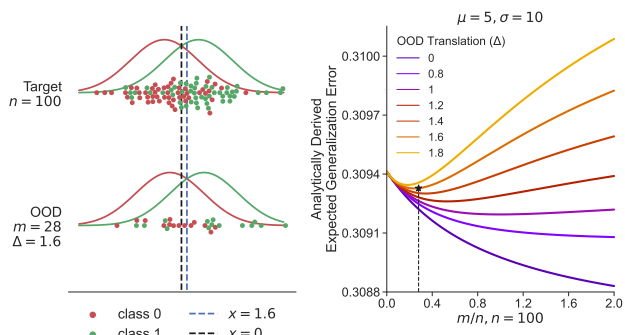 Target
n = 100
OOD
m = 28
Δ = 1.6
class 0
x = 1.6
class 1
x = 0
μ = 5, σ = 10
OOD Translation (Δ)
0
0.8
1
1.2
1.4
1.6
1.8
Analytically Derived
Expected Generalization Error
0.3100
0.3097
0.3094
0.3091
0.3088
0.0 0.4 0.8 1.2 1.6 2.0
m/n, n = 100